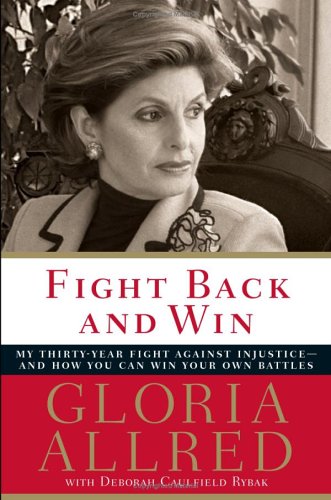 FIGHT BACK
AND WIN
MY THIRTY-YEAR FIGHT AGAINST INJUSTICE—
AND HOW YOU CAN WIN YOUR OWN BATTLES
GLORIA
ALLRED
WITH DEBORAH CAULFIELD RYBAK